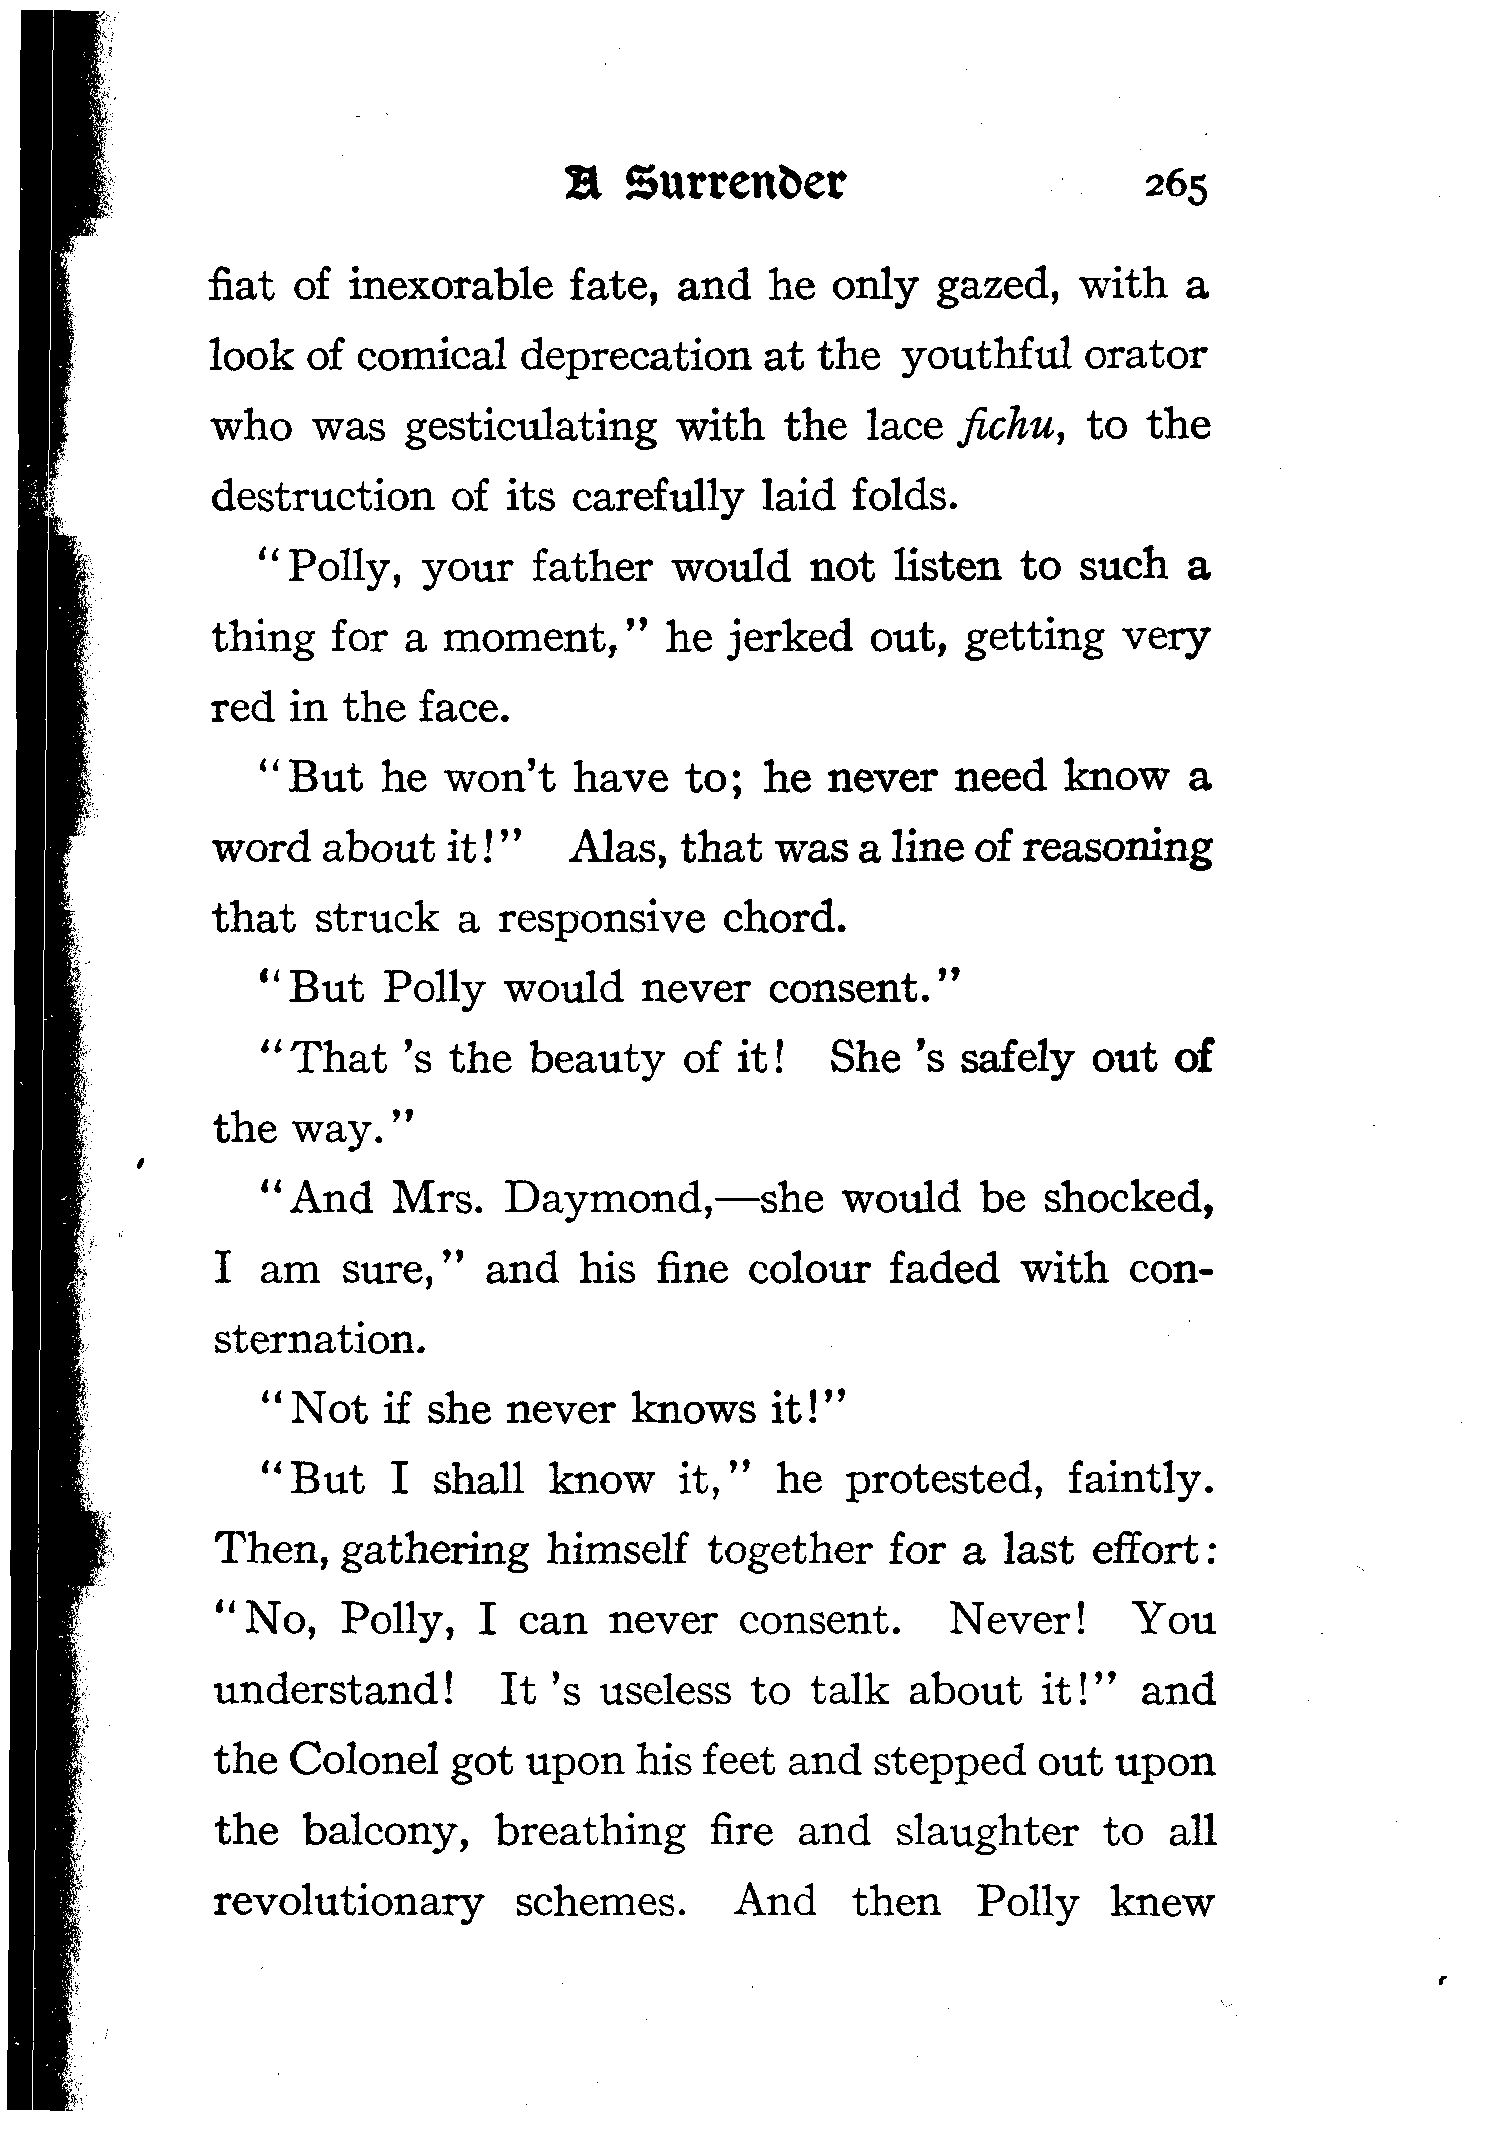 A Surrender 265
fiat of inexorable fate, and he only gazed, with a
look of comical deprecation at the youthful orator
who was gesticulating with the lace fichu, to the
destruction of its carefully laid folds.
"Polly, your father would not listen to such a
thing for a moment," he jerked out, getting very
red in the face.
"But he won't have to; he never need know a
word about it!" Alas, that was a line of reasoning
that struck a responsive chord.
"But Polly would never consent."
"That 's the beauty of it! She 's safely out of
the way."
"And Mrs. Daymond,—she would be shocked,
I am sure," and his fine colour faded with con-
sternation.
"Not if she never knows it!"
"But I shall know it," he protested, faintly.
Then, gathering himself together for a last effort:
"No, Polly, I can never consent. Never! You
understand! It 's useless to talk about it!" and
the Colonel got upon his feet and stepped out upon
the balcony, breathing fire and slaughter to all
revolutionary schemes. And then Polly knew